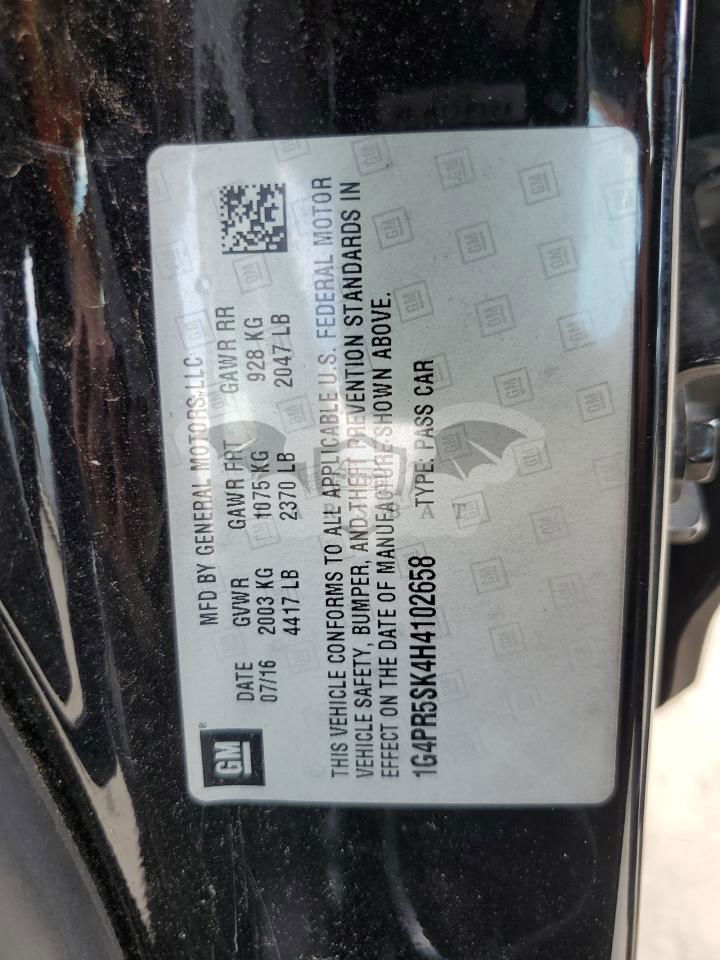 MFD BY GENERAL MOTORS LLC
GM
DATE GVWR GAWR FRT GAWR RR
07/16 2003 KG 1075 KG 928 KG
4417 LB 2370 LB 2047 LB
THIS VEHICLE CONFORMS TO ALL APPLICABLE U.S. FEDERAL MOTOR
VEHICLE SAFETY, BUMPER, AND THEFT PREVENTION STANDARDS IN
EFFECT ON THE DATE OF MANUFACTURE SHOWN ABOVE.
1G4PR5SK4H4102658 TYPE: PASS CAR